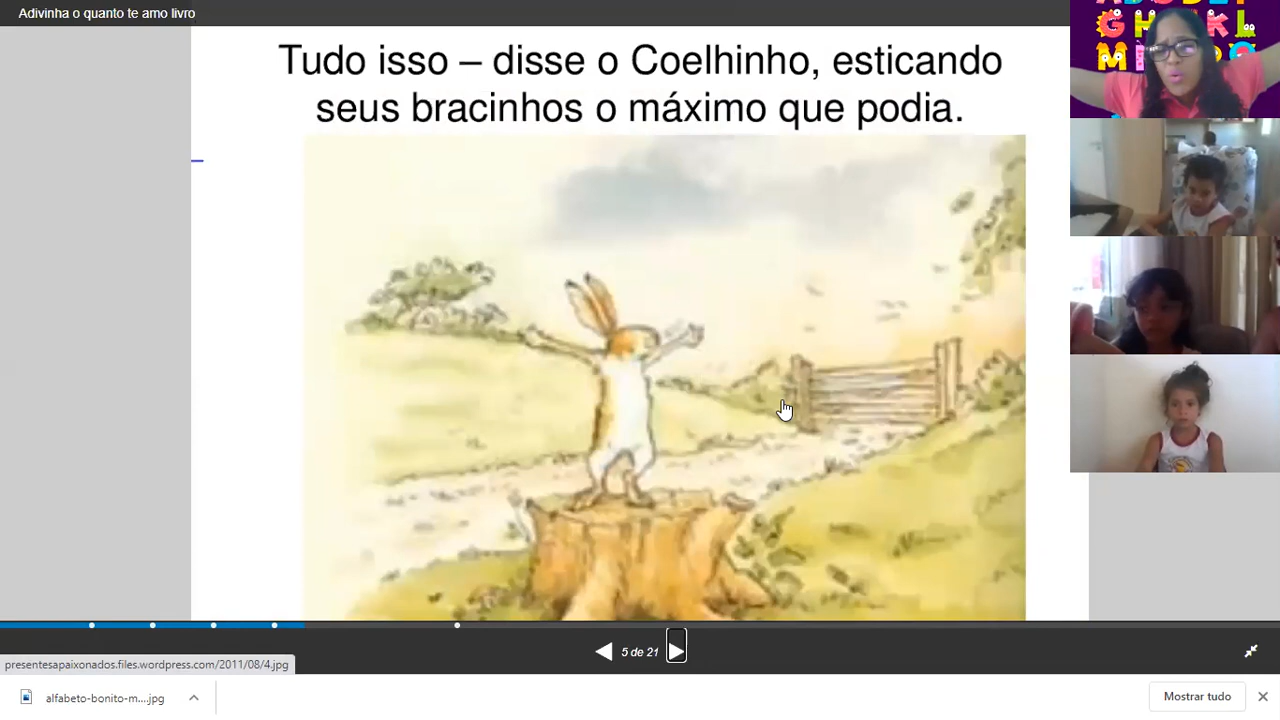 Adivinha o quanto te amo livro
Tudo isso – disse o Coelhinho, esticando
seus bracinhos o máximo que podia.
5 de 21
presentesapaixonados.files.wordpress.com/2011/08/4.jpg
alfabeto-bonito-m....jpg
Mostrar tudo